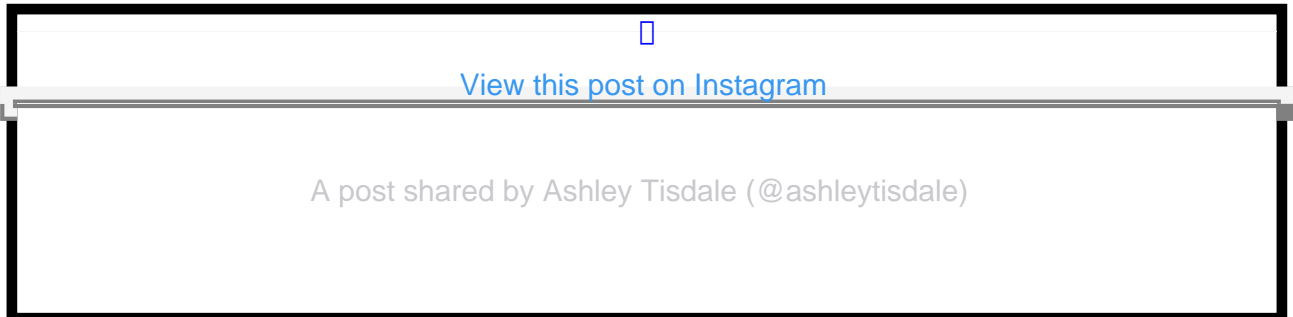 View this post on Instagram
A post shared by Ashley Tisdale (@ashleytisdale)